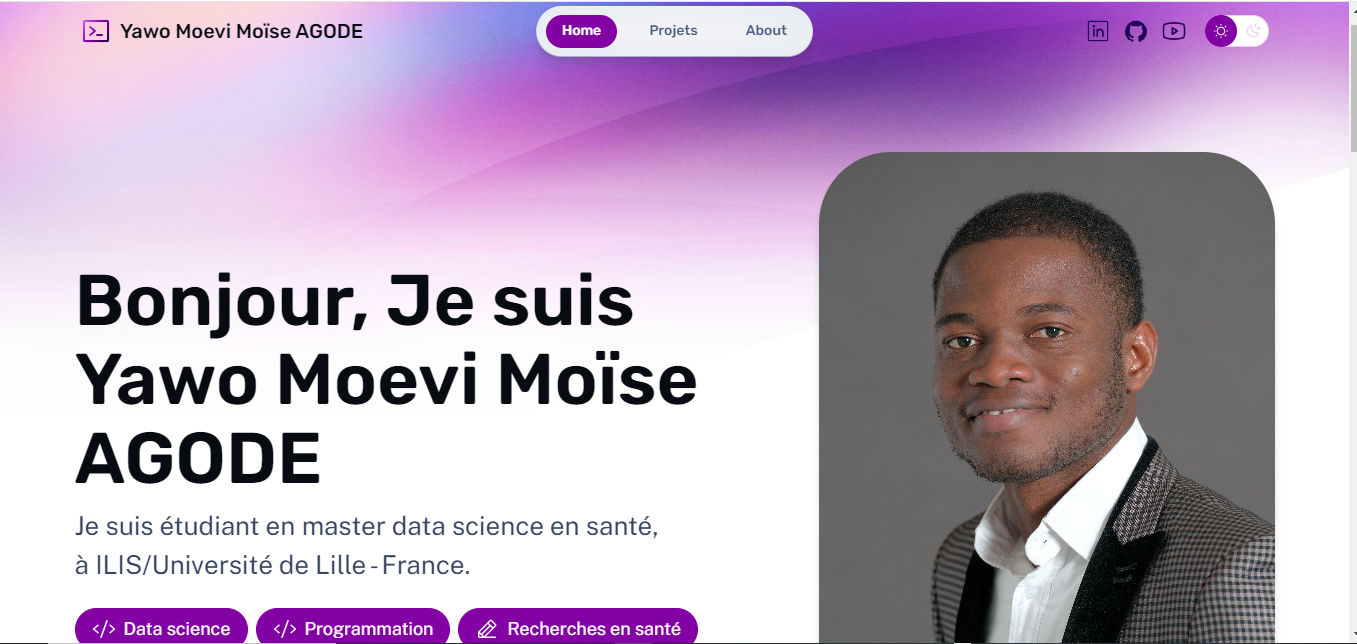 Yawo Moevi Moïse AGODE
Home
Projets
About
Bonjour, Je suis
Yawo Moevi Moïse
AGODE
Je suis étudiant en master data science en santé,
à ILIS/Université de Lille - France.
Data science
Programmation
Recherches en santé